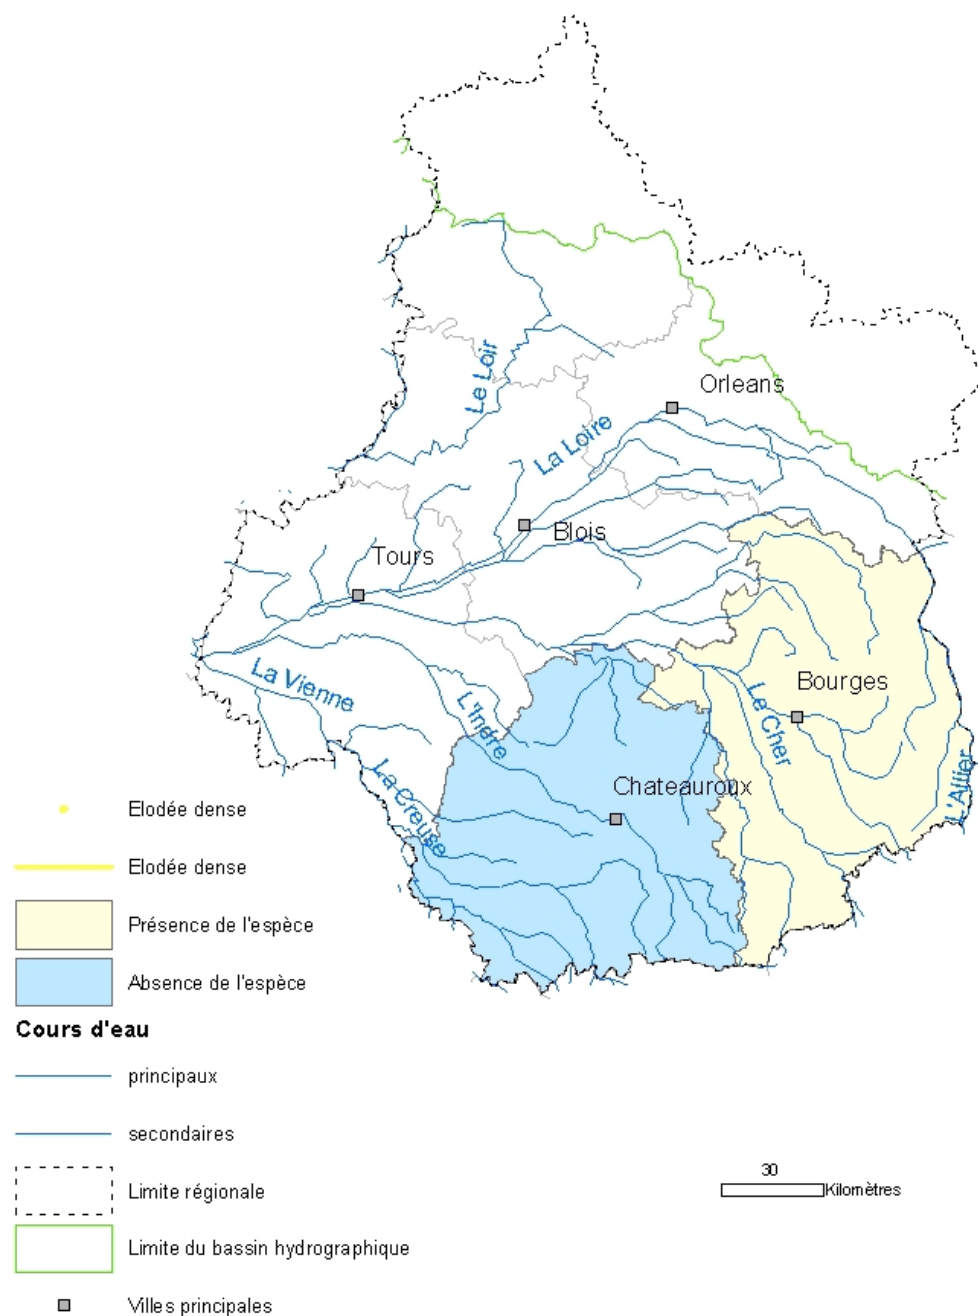 Orleans
Le Loir
La Loire
Blois
Tours
La Vienne
L'Indre
Bourges
Le Cher
Chateauroux
La Creuse
L'Allier
Elodée dense
Elodée dense
Présence de l'espèce
Absence de l'espèce
Cours d'eau
principaux
secondaires
Limite régionale
30
Kilomètres
Limite du bassin hydrographique
Villes principales